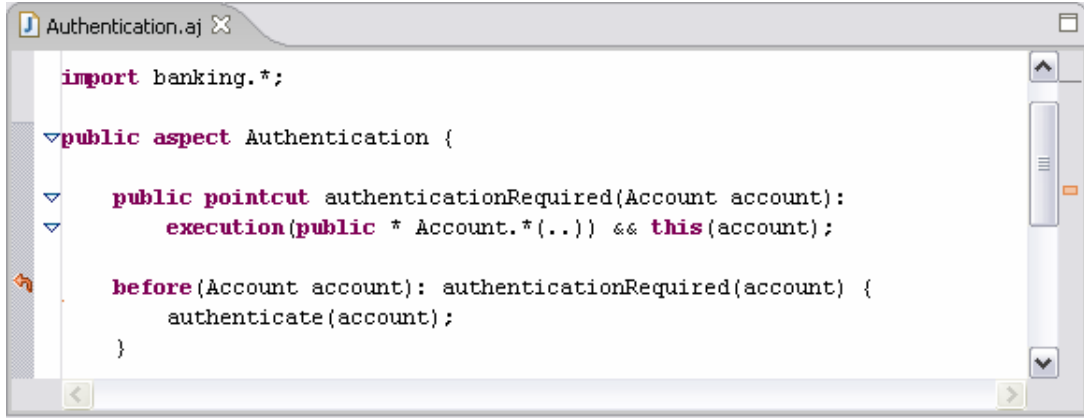 Authentication.aj
import banking.*;
public aspect Authentication {
public pointcut authenticationRequired(Account account):
execution(public * Account.*(..)) && this(account);
before(Account account): authenticationRequired(account) {
authenticate(account);
}